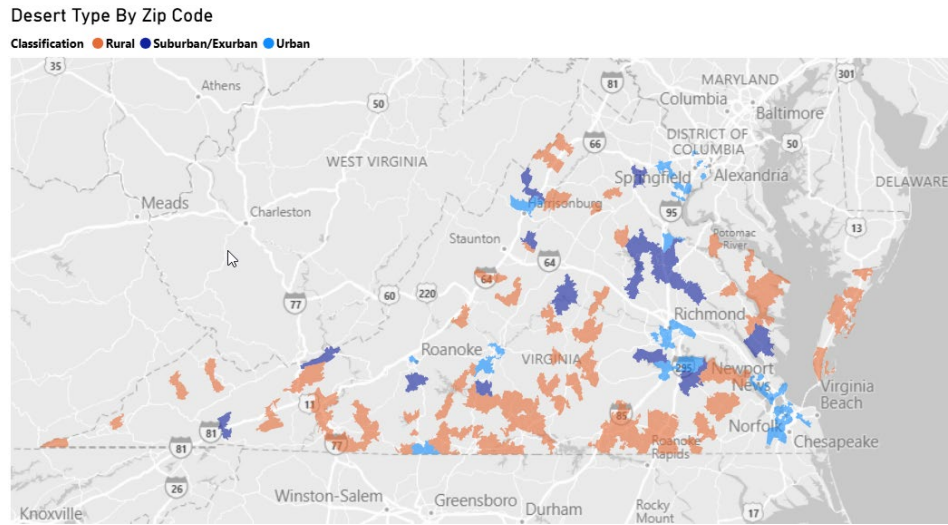 Desert Type By Zip Code
Classification Rural Suburban/Exurban Urban
35
Athens
81
MARYLAND
301
50
Columbia
Baltimore
66
DISTRICT OF
COLUMBIA
50
WEST VIRGINIA
Springfield
Alexandria
DELAWARE
Meads
Harrisonburg
Charleston
95
13
Staunton
Potomac
River
64
64
77
60
220
Richmond
Roanoke
VIRGINIA
295
Newport
News
Virginia
Beach
11
85
81
77
Norfolk
Chesapeake
81
Roanoke
Rapids
26
Winston-Salem
Greensboro
Durham
Rocky
Mount
17
Knoxville